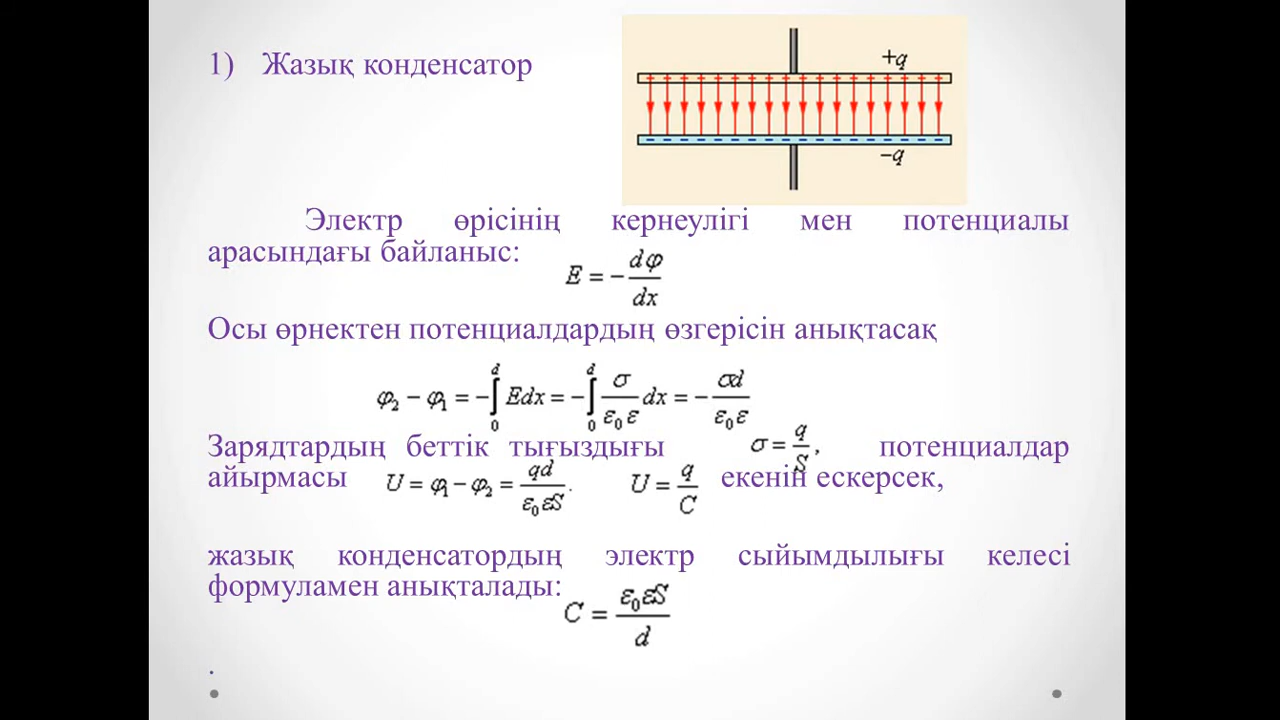 1) Жазық конденсатор
+q
−q
Электр өрісінің кернеулігі мен потенциалы
арасындағы байланыс:
E = − dφ/dx
Осы өрнектен потенциалдардың өзгерісін анықтасақ
φ₂ − φ₁ = −∫₀ᵈ Edx = −∫₀ᵈ σ/ε₀ε dx = − σd/ε₀ε
Зарядтардың беттік тығыздығы σ = q/S, потенциалдар
айырмасы U = φ₁ − φ₂ = qd/ε₀εS. U = q/C екенін ескерсек,
жазық конденсатордың электр сыйымдылығы келесі
формуламен анықталады:
C = ε₀εS/d
.